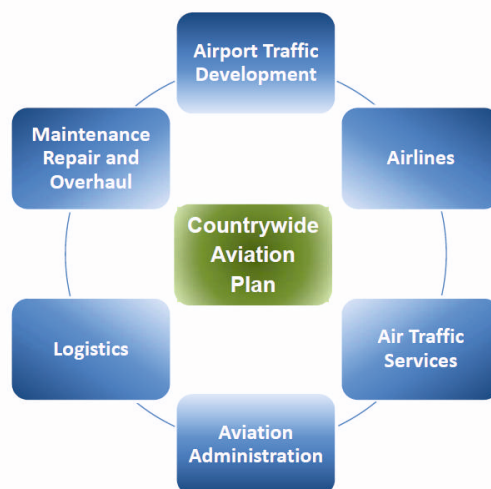 Airport Traffic
Development
Maintenance
Repair and
Overhaul
Airlines
Countrywide
Aviation
Plan
Logistics
Air Traffic
Services
Aviation
Administration